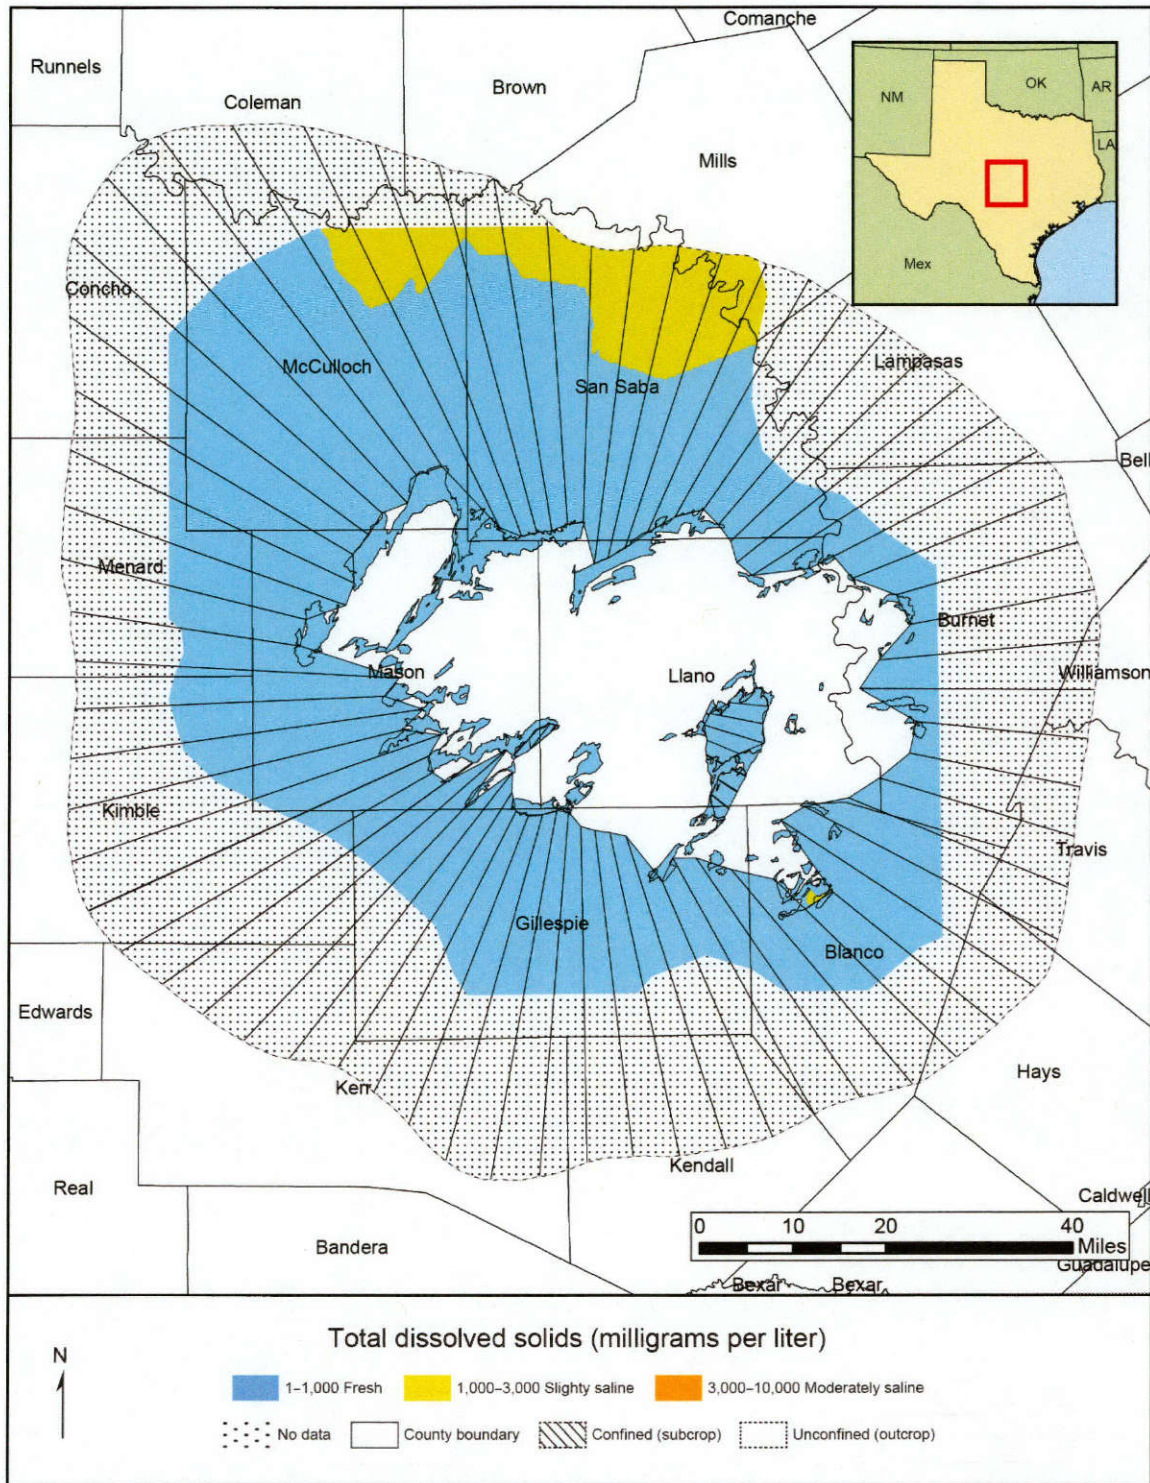 Comanche
Runnels
Coleman
Brown
Mills
NM
OK
AR
LA
Mex
Concho
McCulloch
San Saba
Lampasas
Bell
Menard
Mason
Llano
Burnet
Williamson
Kimble
Travis
Gillespie
Blanco
Edwards
Kerr
Hays
Kendall
Real
Caldwell
Bandera
0 10 20 40
Miles
Guadalupe
Bexar Bexar
Total dissolved solids (milligrams per liter)
N
1–1,000 Fresh 1,000–3,000 Slighty saline 3,000–10,000 Moderately saline
No data County boundary Confined (subcrop) Unconfined (outcrop)